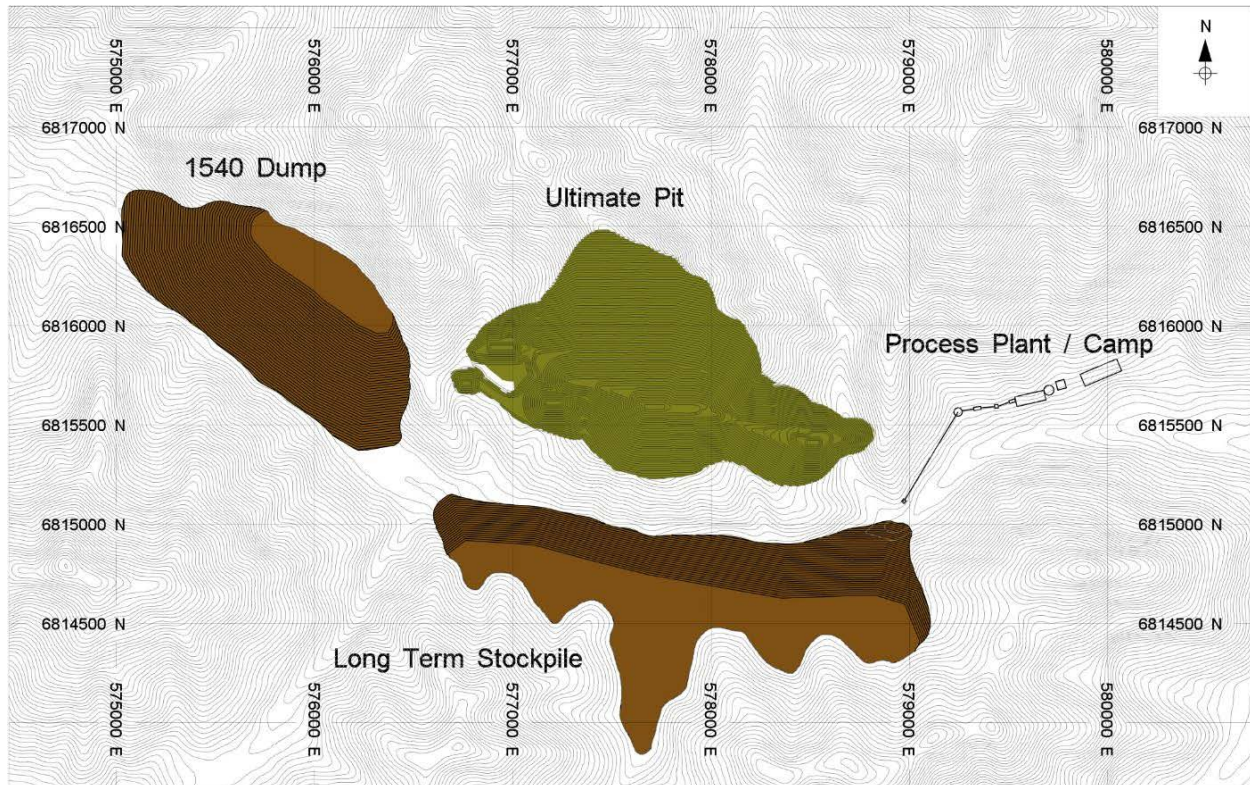 N
575000 E
576000 E
577000 E
578000 E
579000 E
580000 E
6817000 N
6817000 N
1540 Dump
Ultimate Pit
6816500 N
6816500 N
6816000 N
6816000 N
Process Plant / Camp
6815500 N
6815500 N
6815000 N
6815000 N
6814500 N
6814500 N
Long Term Stockpile
575000 E
576000 E
577000 E
578000 E
579000 E
580000 E